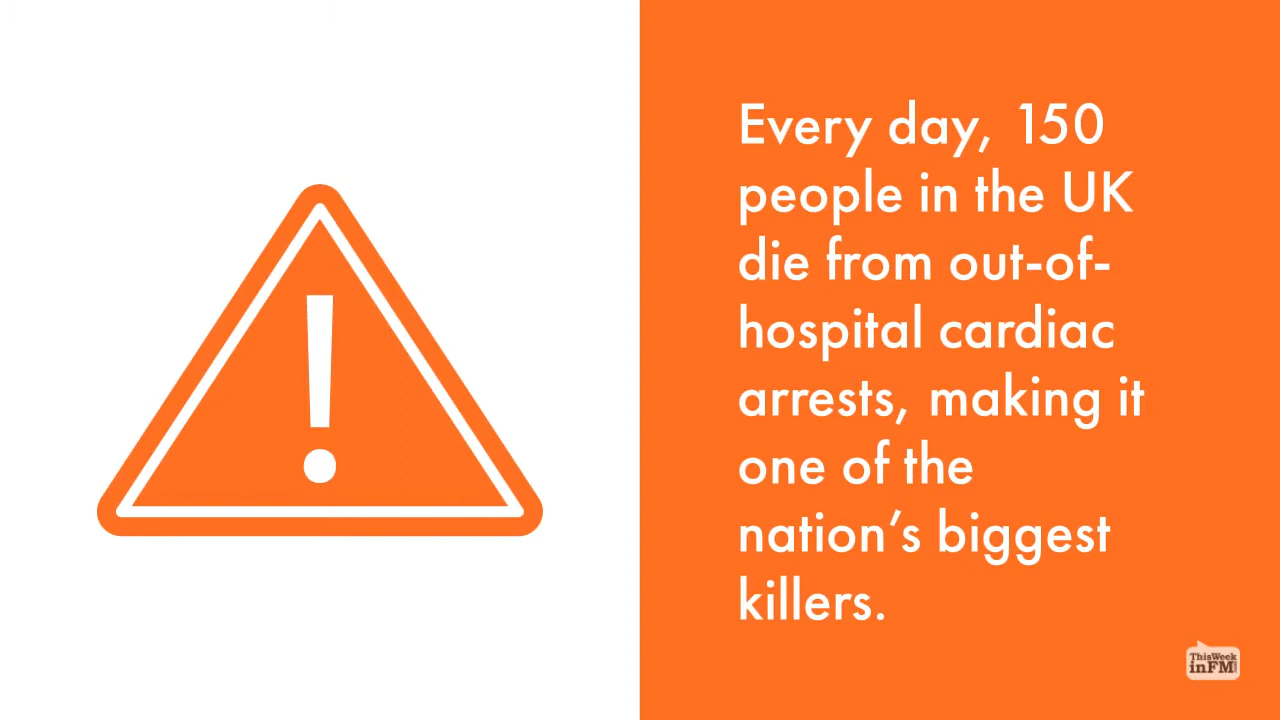 !
Every day, 150
people in the UK
die from out-of-
hospital cardiac
arrests, making it
one of the
nation’s biggest
killers.
ThisWeek
inFM